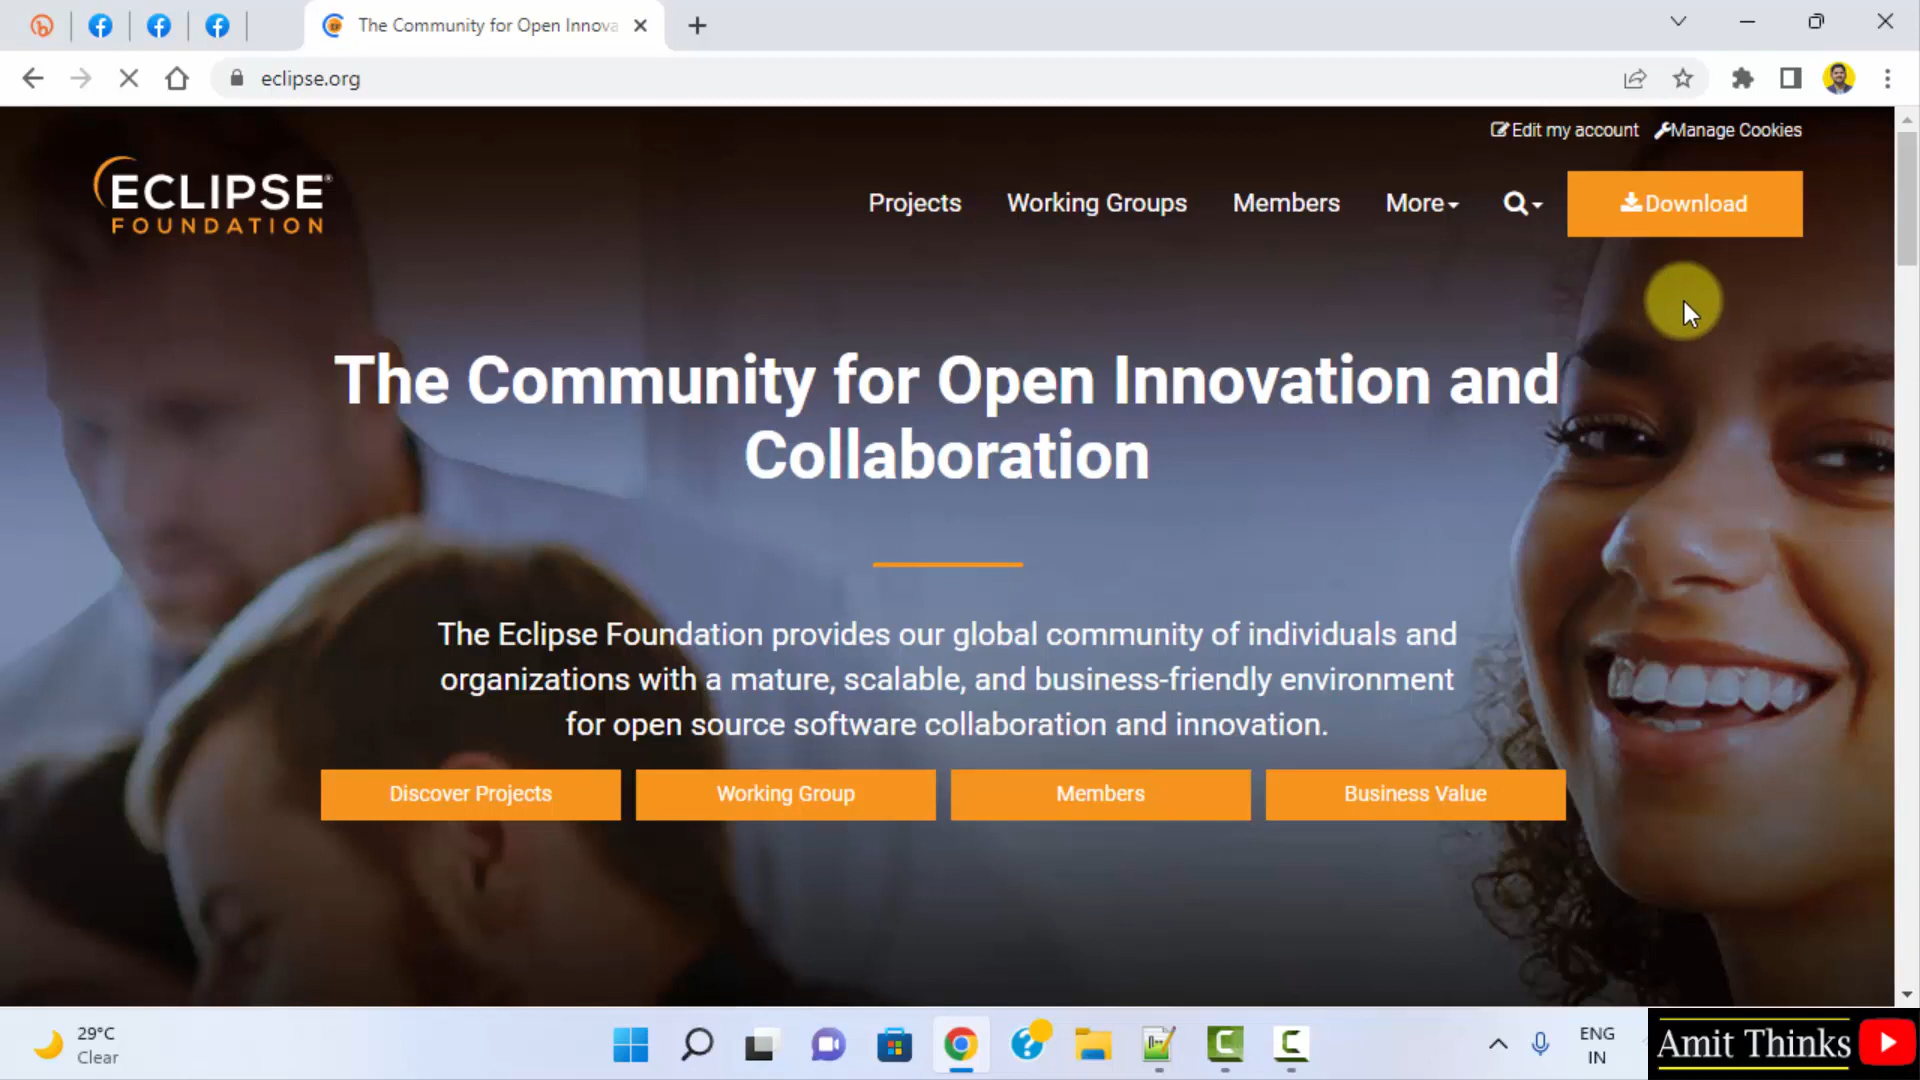 The Community for Open Innova
eclipse.org
Edit my account Manage Cookies
ECLIPSE®
FOUNDATION
Projects Working Groups Members More Download
The Community for Open Innovation and
Collaboration
The Eclipse Foundation provides our global community of individuals and
organizations with a mature, scalable, and business-friendly environment
for open source software collaboration and innovation.
Discover Projects Working Group Members Business Value
29°C
Clear
ENG
IN
Amit Thinks